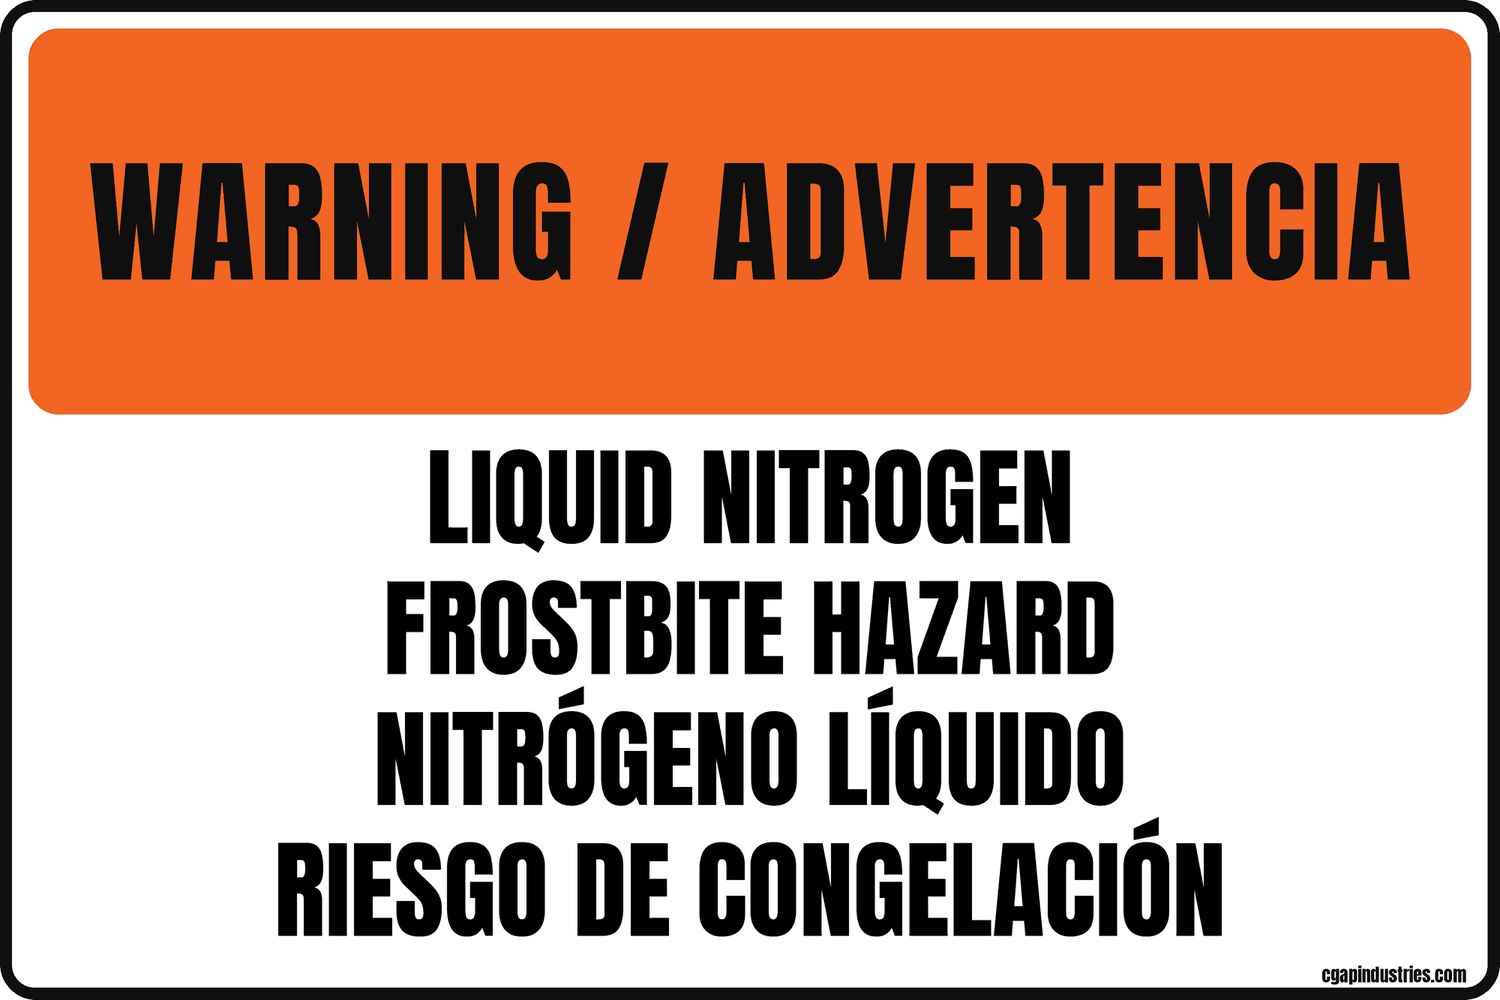 WARNING / ADVERTENCIA
LIQUID NITROGEN
FROSTBITE HAZARD
NITRÓGENO LÍQUIDO
RIESGO DE CONGELACIÓN
cgapindustries.com